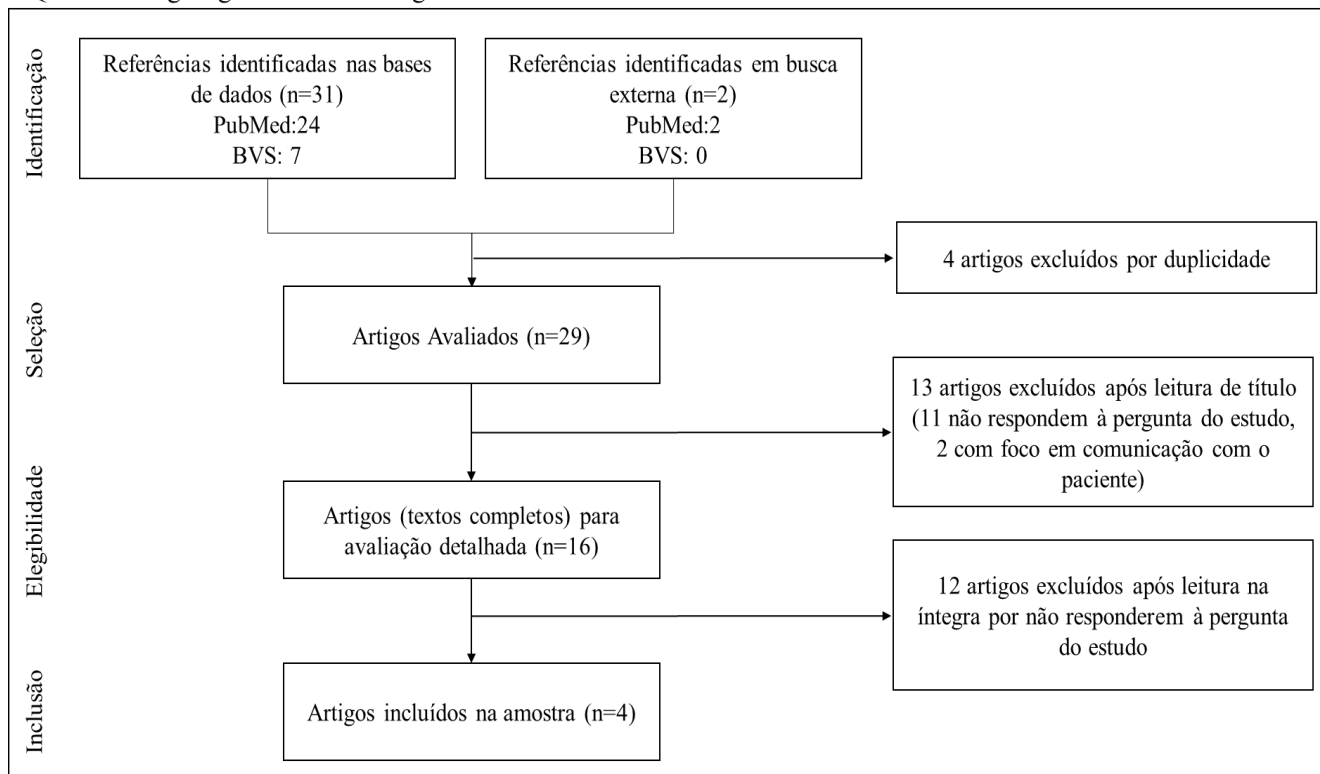 Identificação
Referências identificadas nas bases
de dados (n=31)
PubMed:24
BVS: 7
Referências identificadas em busca
externa (n=2)
PubMed:2
BVS: 0
4 artigos excluídos por duplicidade
Seleção
Artigos Avaliados (n=29)
13 artigos excluídos após leitura de título
(11 não respondem à pergunta do estudo,
2 com foco em comunicação com o
paciente)
Elegibilidade
Artigos (textos completos) para
avaliação detalhada (n=16)
12 artigos excluídos após leitura na
íntegra por não responderem à pergunta
do estudo
Inclusão
Artigos incluídos na amostra (n=4)